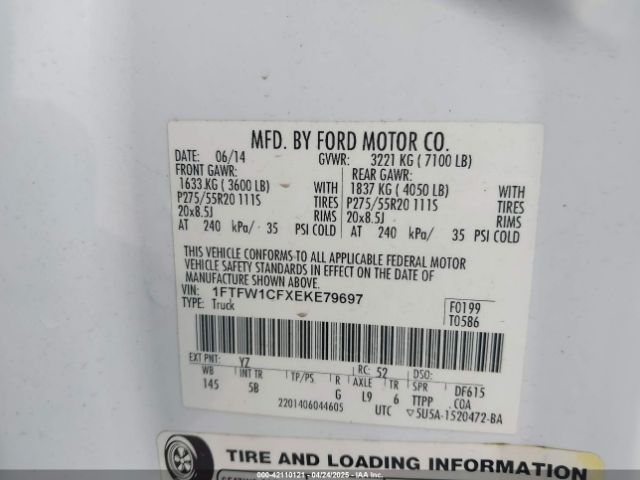 MFD. BY FORD MOTOR CO.
DATE: 06/14 GVWR: 3221 KG ( 7100 LB)
FRONT GAWR: REAR GAWR:
1633 KG ( 3600 LB) WITH 1837 KG ( 4050 LB) WITH
P275/55R20 111S TIRES P275/55R20 111S TIRES
20x8.5J RIMS 20x8.5J RIMS
AT 240 kPa/ 35 PSI COLD AT 240 kPa/ 35 PSI COLD
THIS VEHICLE CONFORMS TO ALL APPLICABLE FEDERAL MOTOR
VEHICLE SAFETY STANDARDS IN EFFECT ON THE DATE OF
MANUFACTURE SHOWN ABOVE.
VIN: 1FTFW1CFXEKE79697 F0199
TYPE: Truck T0586
EXT PNT: YZ RC: 52 DSO:
WB INT TR TP/PS R AXLE TR SPR DF615
145 5B G L9 6 TTPP COA
2201406044605 UTC ▽5U5A-1520472-BA
TIRE AND LOADING INFORMATION
000-42110121 - 04/24/2025 - IAAI.COM